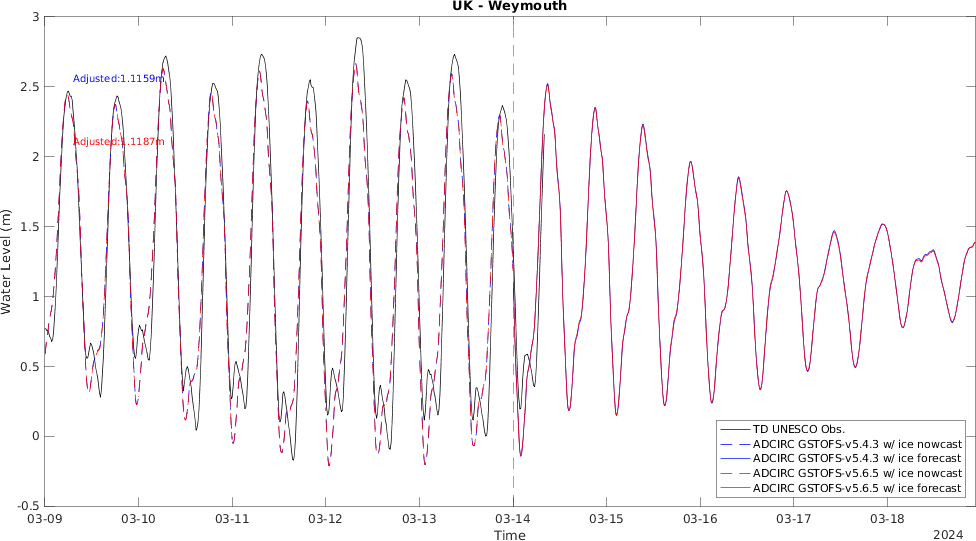 UK - Weymouth
3
2.5
2
1.5
1
0.5
0
-0.5
Water Level (m)
Adjusted:1.1159m
Adjusted:1.1187m
TD UNESCO Obs.
ADCIRC GSTOFS-v5.4.3 w/ ice nowcast
ADCIRC GSTOFS-v5.4.3 w/ ice forecast
ADCIRC GSTOFS-v5.6.5 w/ ice nowcast
ADCIRC GSTOFS-v5.6.5 w/ ice forecast
03-09 03-10 03-11 03-12 03-13 03-14 03-15 03-16 03-17 03-18
Time
2024